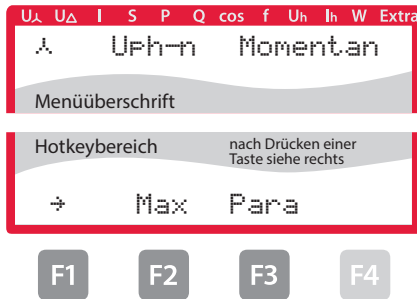 U⅄ U△ I S P Q cos f Uh Ih W Extra
⅄ UPh-n Momentan
Menüüberschrift
Hotkeybereich nach Drücken einer
Taste siehe rechts
→ Max Para
F1 F2 F3 F4